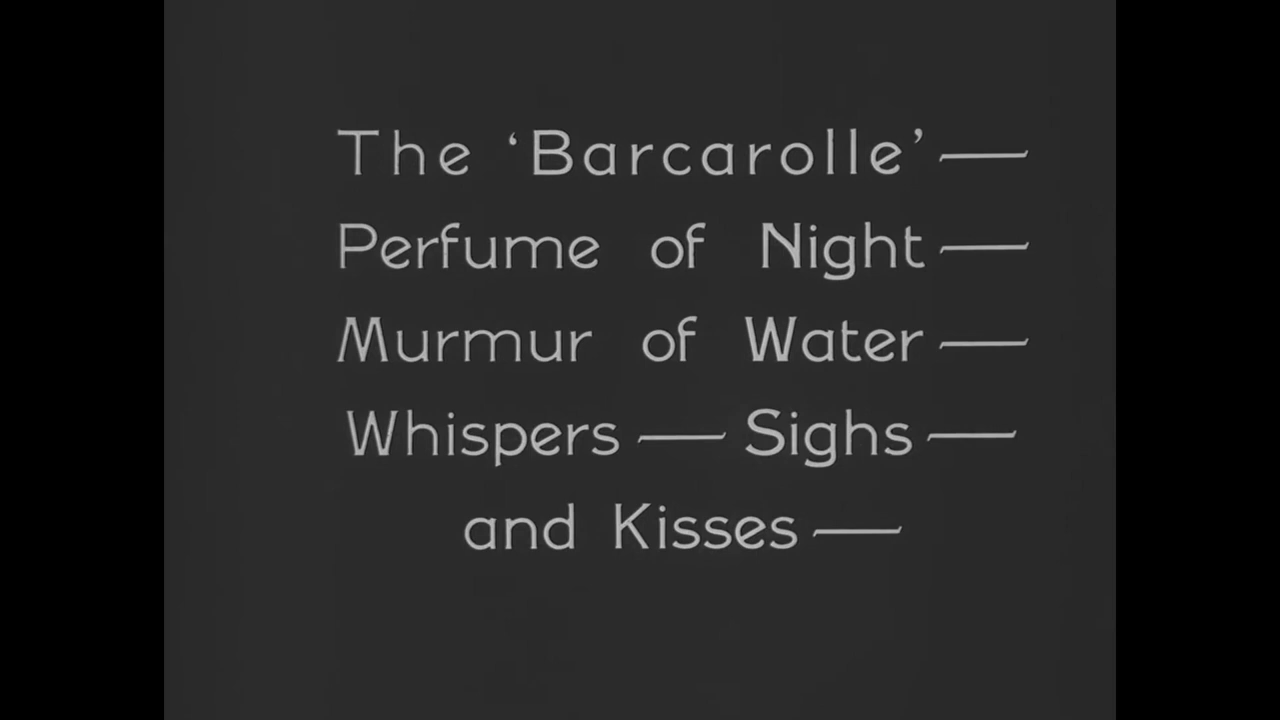 The ‘Barcarolle’ —
Perfume of Night —
Murmur of Water —
Whispers — Sighs —
and Kisses —